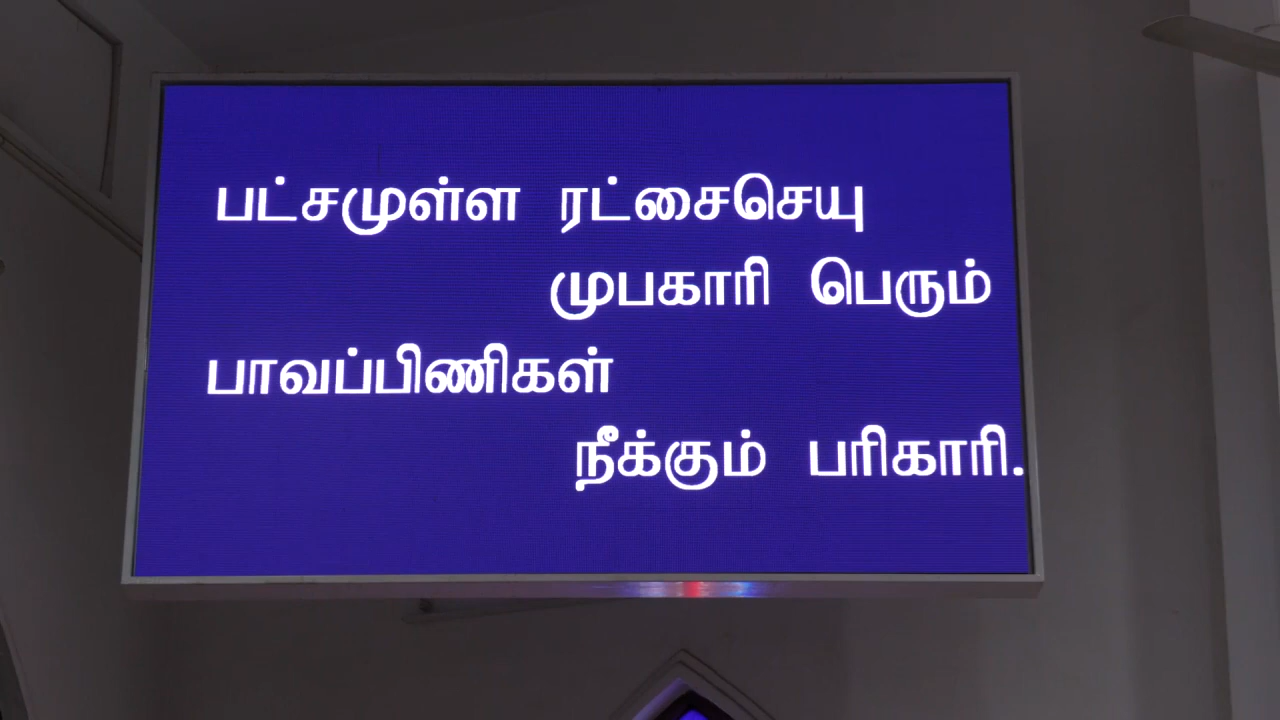 பட்சமுள்ள ரட்சைசெயு
முபகாரி பெரும்
பாவப்பிணிகள்
நீக்கும் பரிகாரி.